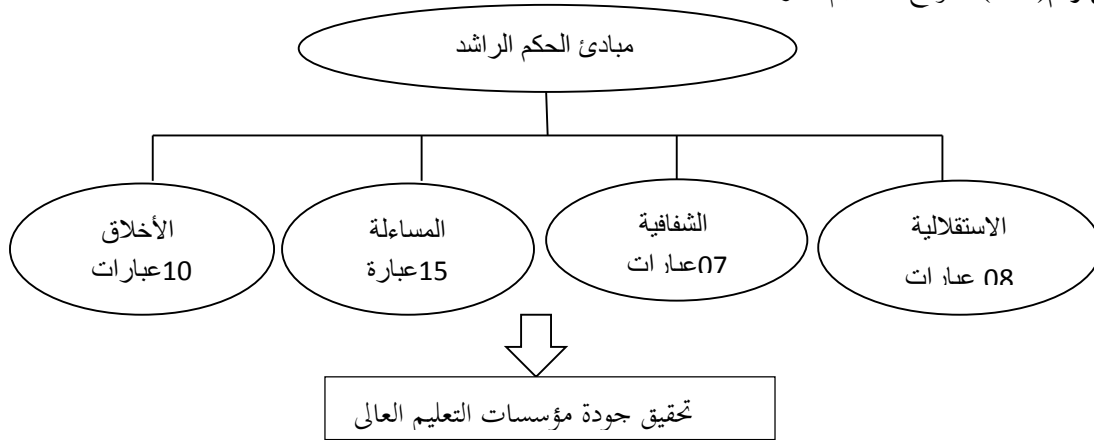 مبادئ الحكم الراشد
الاستقلالية
08 عبارات
الشفافية
07عبارات
المساءلة
15عبارة
الأخلاق
10عبارات
تحقيق جودة مؤسسات التعليم العالي